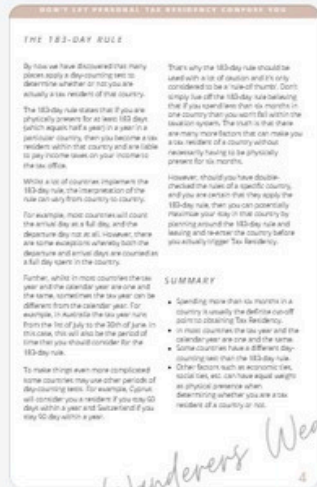 DON'T LET PERSONAL TAX RESIDENCY CONFUSE YOU
THE 183-DAY RULE
By now we have discovered that many
places apply a day-counting test to
determine whether or not you are
actually a tax resident of that country.
The 183-day rule states that if you are
physically present for at least 183 days
(which equals half a year) in a year in a
particular country, then you become a tax
resident within that country and are liable
to pay income taxes on your income to
the tax office.
Whilst a lot of countries implement the
183-day rule, the interpretation of the
rule can vary from country to country.
For example, most countries will count
the arrival day as a full day, and the
departure day not at all. However, there
are some exceptions whereby both the
departure and arrival days are counted as
a full day spent in the country.
Further, whilst in most countries the tax
year and the calendar year are one and
the same, sometimes the tax year can be
different from the calendar year. For
example, in Australia the tax year runs
from the 1st of July to the 30th of June. In
this case, this will also be the period of
time that you should consider for the
183-day rule.
To make things even more complicated
some countries may use other periods of
day-counting tests. For example, Cyprus
will consider you a resident if you stay 60
days within a year and Switzerland if you
stay 90 day within a year.
That's why the 183-day rule should be
used with a lot of caution and it's only
considered to be a 'rule-of-thumb'. Don't
simply live off the 183-day rule believing
that if you spend less than six months in
one country then you won't fall within the
taxation system. The truth is that there
are many more factors that can make you
a tax resident of a country without
necessarily having to be physically
present for six months.
However, should you have double-
checked the rules of a specific country,
and you are certain that they apply the
183-day rule, then you can potentially
maximise your stay in that country by
planning around the 183-day rule and
leaving and re-enter the country before
you actually trigger Tax Residency.
SUMMARY
• Spending more than six months in a
country is usually the definite cut-off
point to obtaining Tax Residency.
• In most countries the tax year and the
calendar year are one and the same.
• Some countries have a different day-
counting test than the 183-day rule.
• Other factors such as economic ties,
social ties, etc. can have equal weight
as physical presence when
determining whether you are a tax
resident of a country or not.
Wanderers Wea
4